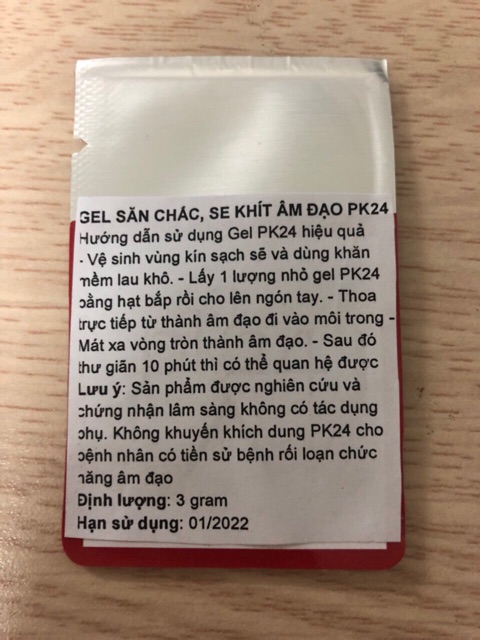 GEL SĂN CHẮC, SE KHÍT ÂM ĐẠO PK24
Hướng dẫn sử dụng Gel PK24 hiệu quả
- Vệ sinh vùng kín sạch sẽ và dùng khăn
mềm lau khô. - Lấy 1 lượng nhỏ gel PK24
bằng hạt bắp rồi cho lên ngón tay. - Thoa
trực tiếp từ thành âm đạo đi vào môi trong -
Mát xa vòng tròn thành âm đạo. - Sau đó
thư giãn 10 phút thì có thể quan hệ được
Lưu ý: Sản phẩm được nghiên cứu và
chứng nhận lâm sàng không có tác dụng
phụ. Không khuyến khích dung PK24 cho
bệnh nhân có tiền sử bệnh rối loạn chức
năng âm đạo
Định lượng: 3 gram
Hạn sử dụng: 01/2022